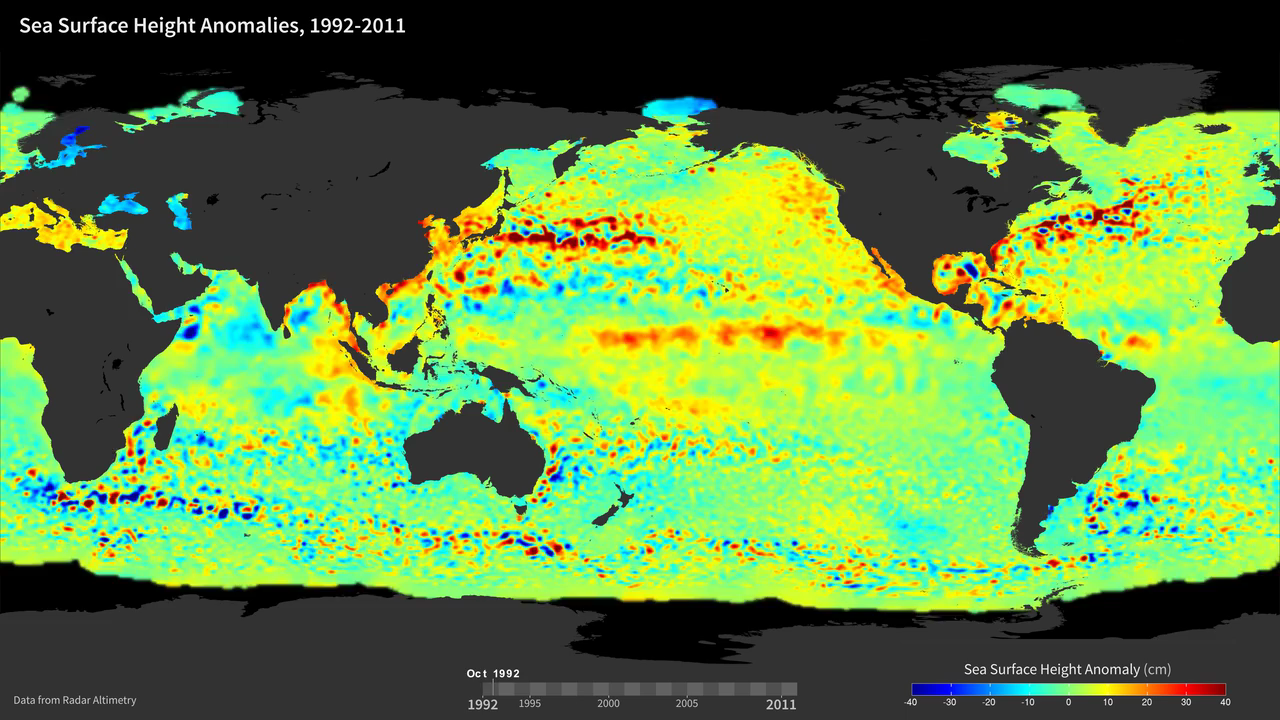 Sea Surface Height Anomalies, 1992-2011
Oct 1992
1992 1995 2000 2005 2011
Data from Radar Altimetry
Sea Surface Height Anomaly (cm)
-40 -30 -20 -10 0 10 20 30 40